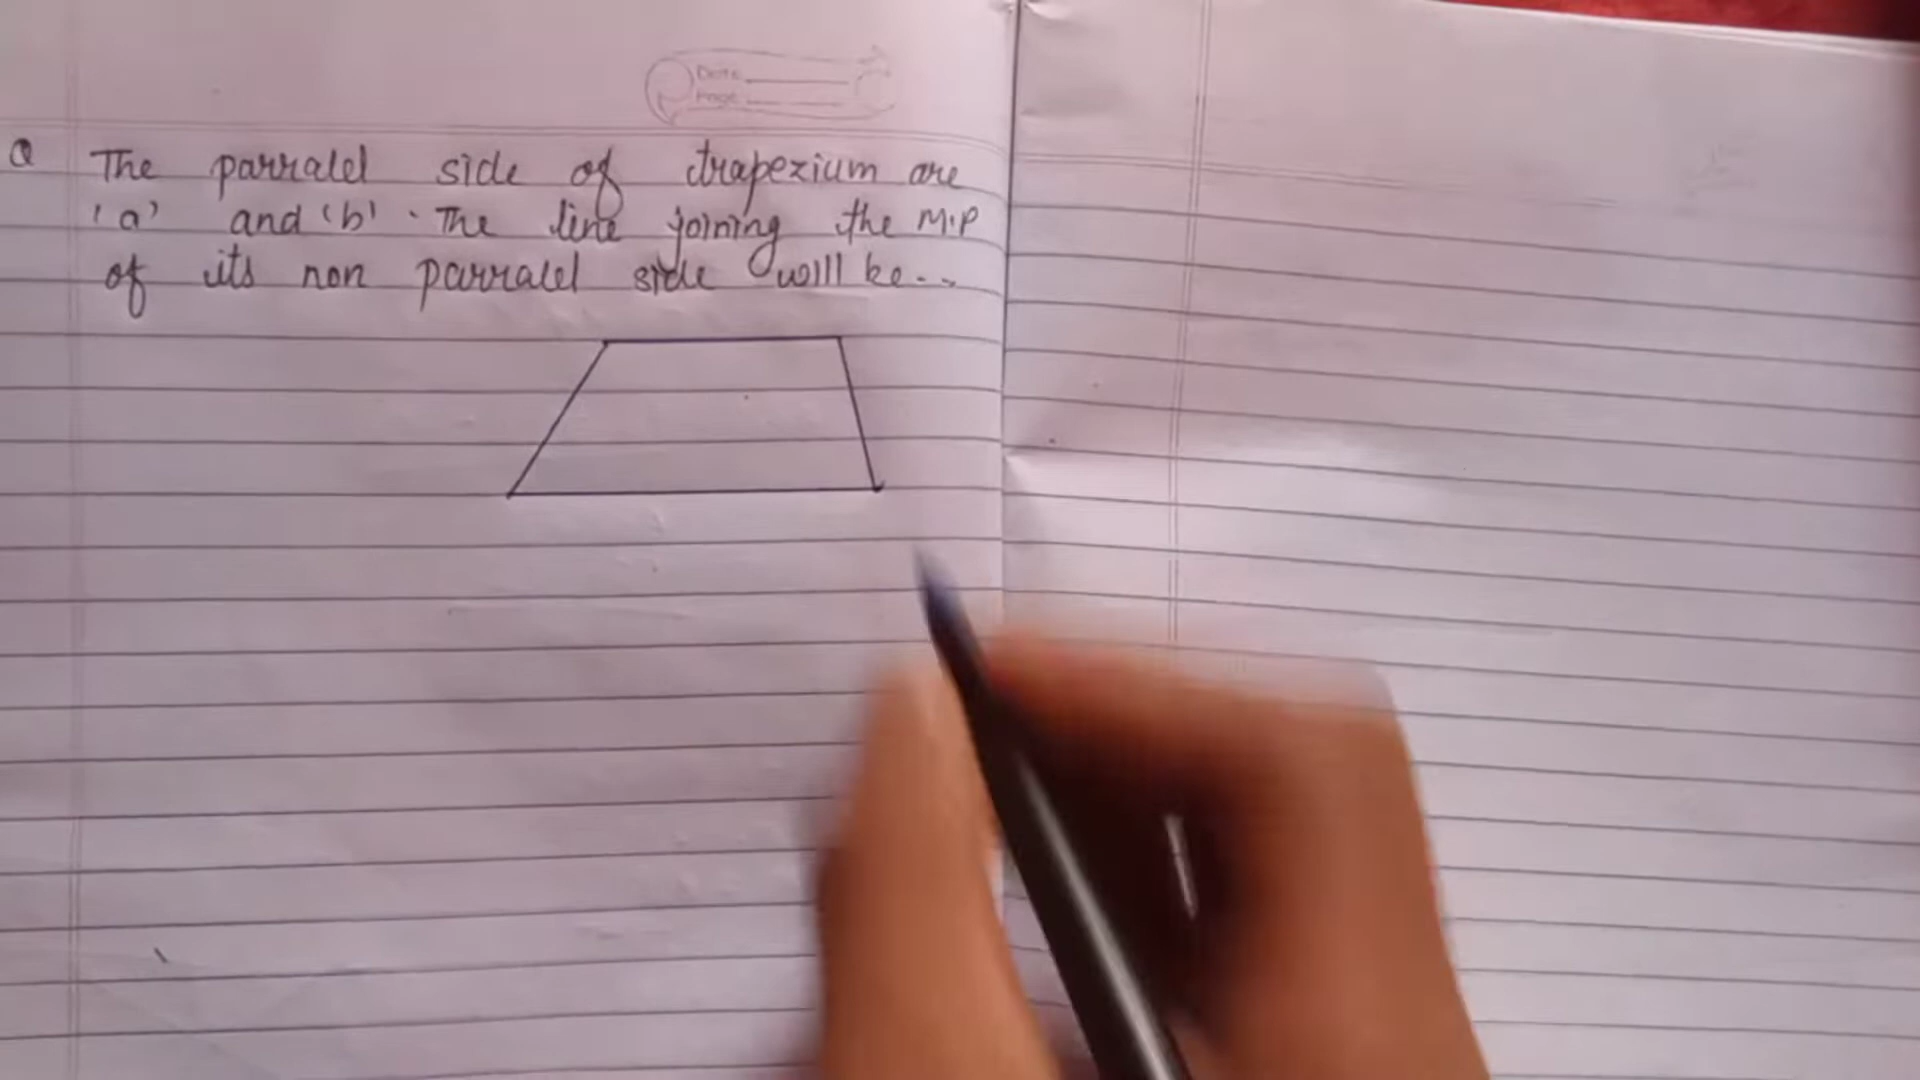 Date
Page
Q The parralel side of trapezium are
'a' and 'b'. The line joining the M.P
of its non parralel side will be...